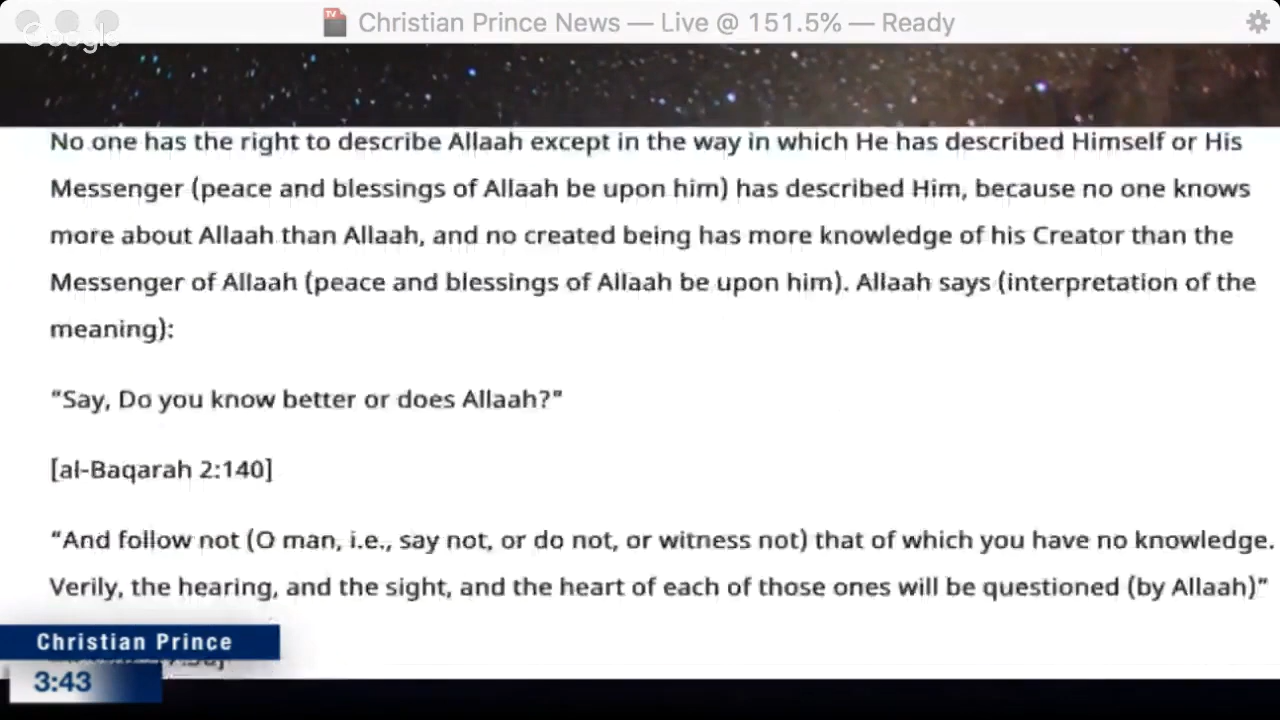 Christian Prince News — Live @ 151.5% — Ready
Google
No one has the right to describe Allaah except in the way in which He has described Himself or His
Messenger (peace and blessings of Allaah be upon him) has described Him, because no one knows
more about Allaah than Allaah, and no created being has more knowledge of his Creator than the
Messenger of Allaah (peace and blessings of Allaah be upon him). Allaah says (interpretation of the
meaning):
“Say, Do you know better or does Allaah?”
[al-Baqarah 2:140]
“And follow not (O man, i.e., say not, or do not, or witness not) that of which you have no knowledge.
Verily, the hearing, and the sight, and the heart of each of those ones will be questioned (by Allaah)”
Christian Prince
3:43